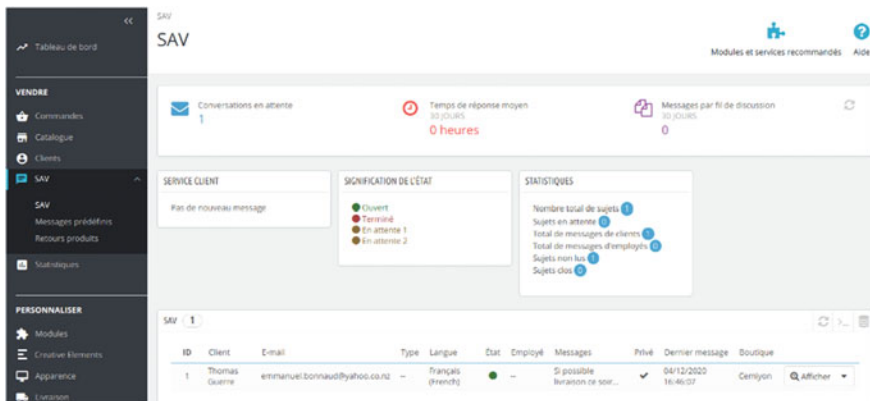 <<
Tableau de bord
VENDRE
Commandes
Catalogue
Clients
SAV
SAV
Messages prédéfinis
Retours produits
Statistiques
PERSONNALISER
Modules
Creative Elements
Apparence
Livraison
SAV
SAV
Modules et services recommandés
Aide
Conversations en attente
1
Temps de réponse moyen
30 JOURS
0 heures
Messages par fil de discussion
30 JOURS
0
SERVICE CLIENT
Pas de nouveau message
SIGNIFICATION DE L'ÉTAT
Ouvert
Terminé
En attente 1
En attente 2
STATISTIQUES
Nombre total de sujets 1
Sujets en attente 0
Total de messages de clients 1
Total de messages d'employés 0
Sujets non lus 1
Sujets clos 0
SAV 1
ID Client E-mail Type Langue État Employé Messages Privé Dernier message Boutique
1 Thomas Guerre emmanuel.bonnaud@yahoo.co.nz -- Français (French) -- Si possible livraison ce soir... 04/12/2020 16:46:07 Cemiyon Afficher